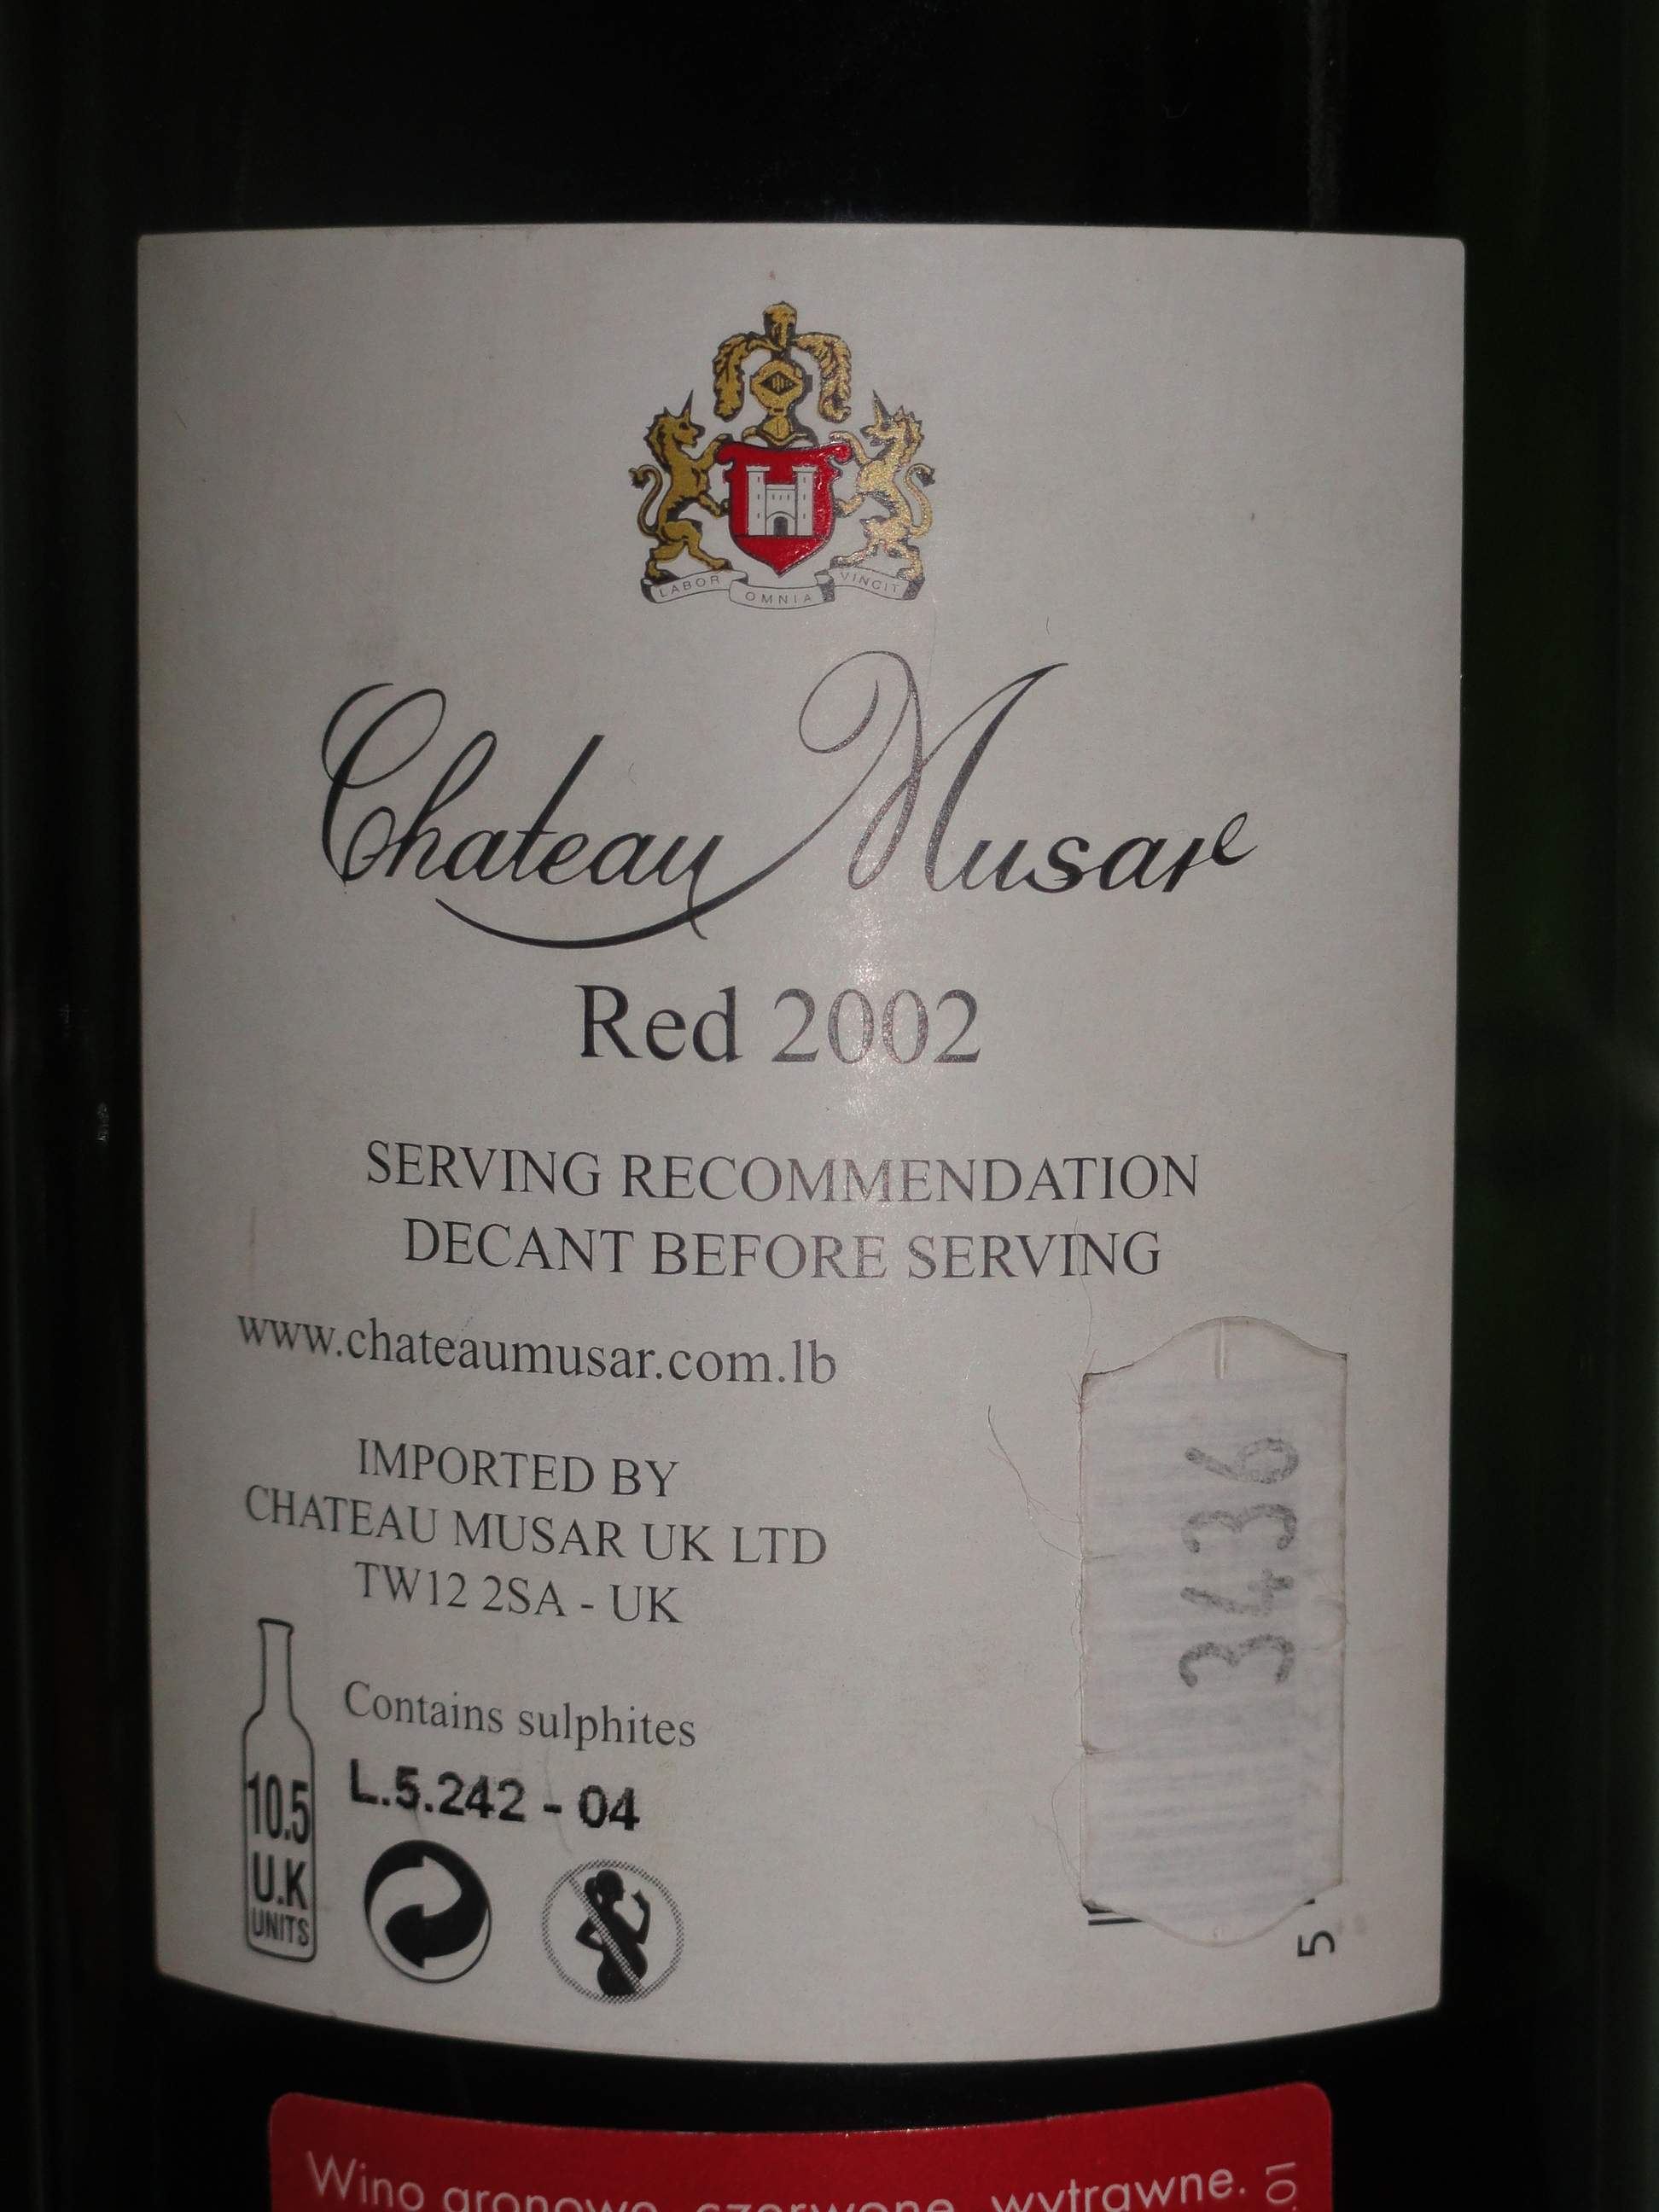 LABOR OMNIA VINCIT
Chateau Musar
Red 2002
SERVING RECOMMENDATION
DECANT BEFORE SERVING
www.chateaumusar.com.lb
IMPORTED BY
CHATEAU MUSAR UK LTD
TW12 2SA - UK
Contains sulphites
L.5.242 - 04
10.5
U.K
UNITS
3436
5
Wino gronowe, czerwone, wytrawne.